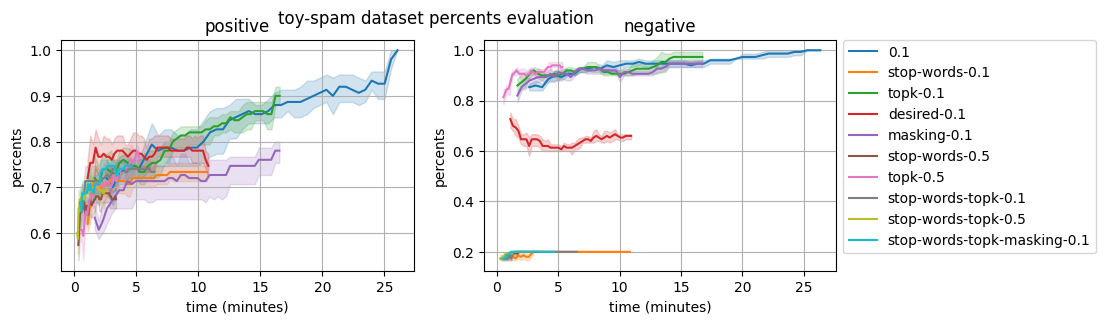 toy-spam dataset percents evaluation
positive
percents
1.0
0.9
0.8
0.7
0.6
0 5 10 15 20 25
time (minutes)
negative
percents
1.0
0.8
0.6
0.4
0.2
0 5 10 15 20 25
time (minutes)
0.1
stop-words-0.1
topk-0.1
desired-0.1
masking-0.1
stop-words-0.5
topk-0.5
stop-words-topk-0.1
stop-words-topk-0.5
stop-words-topk-masking-0.1